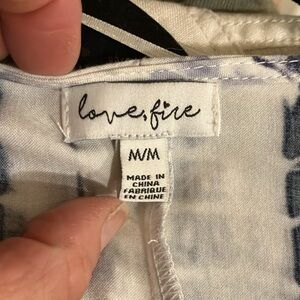 love, fire
M/M
MADE IN
CHINA
FABRIQUE
EN CHINE